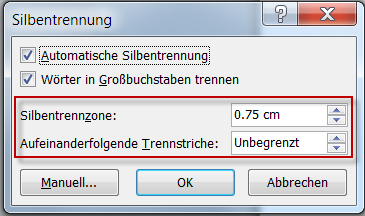 Silbentrennung
Automatische Silbentrennung
Wörter in Großbuchstaben trennen
Silbentrennzone: 0.75 cm
Aufeinanderfolgende Trennstriche: Unbegrenzt
Manuell... OK Abbrechen